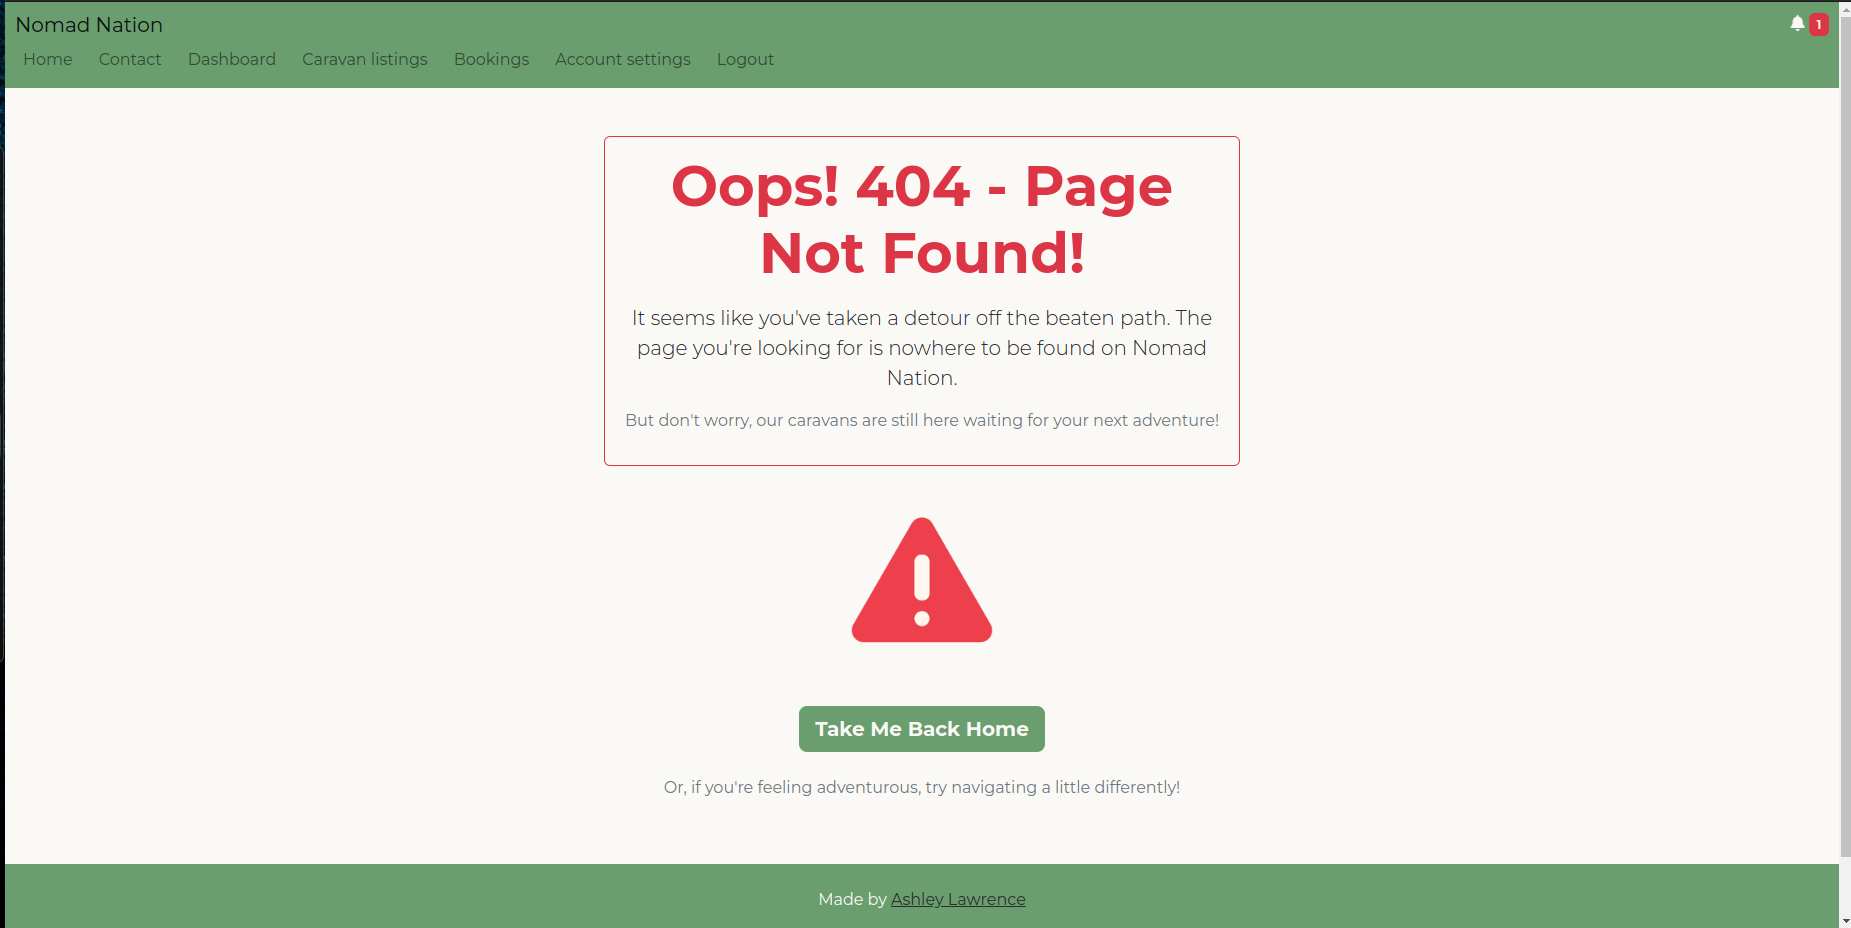 Nomad Nation
1
Home Contact Dashboard Caravan listings Bookings Account settings Logout
Oops! 404 - Page
Not Found!
It seems like you've taken a detour off the beaten path. The
page you're looking for is nowhere to be found on Nomad
Nation.
But don't worry, our caravans are still here waiting for your next adventure!
Take Me Back Home
Or, if you're feeling adventurous, try navigating a little differently!
Made by Ashley Lawrence